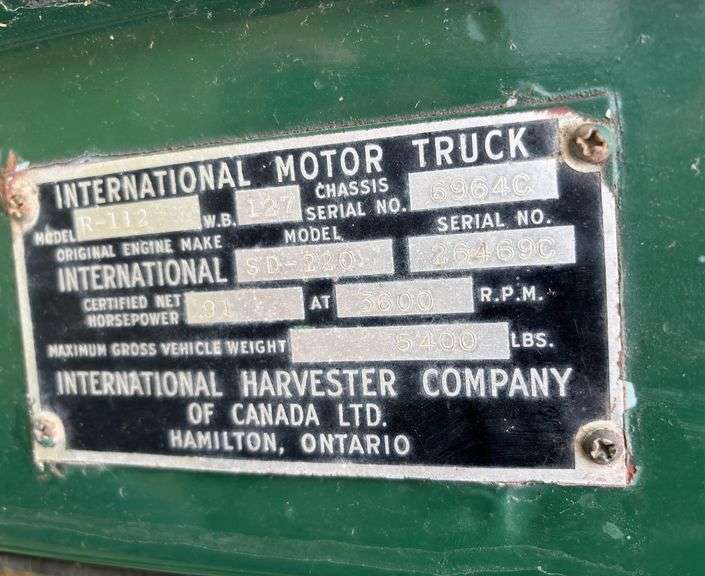 INTERNATIONAL MOTOR TRUCK
MODEL R-112 W.B. 127 CHASSIS SERIAL NO. 6964C
ORIGINAL ENGINE MAKE MODEL SERIAL NO.
INTERNATIONAL SD-220 26469C
CERTIFIED NET HORSEPOWER 91 AT 3600 R.P.M.
MAXIMUM GROSS VEHICLE WEIGHT 5400 LBS.
INTERNATIONAL HARVESTER COMPANY
OF CANADA LTD.
HAMILTON, ONTARIO